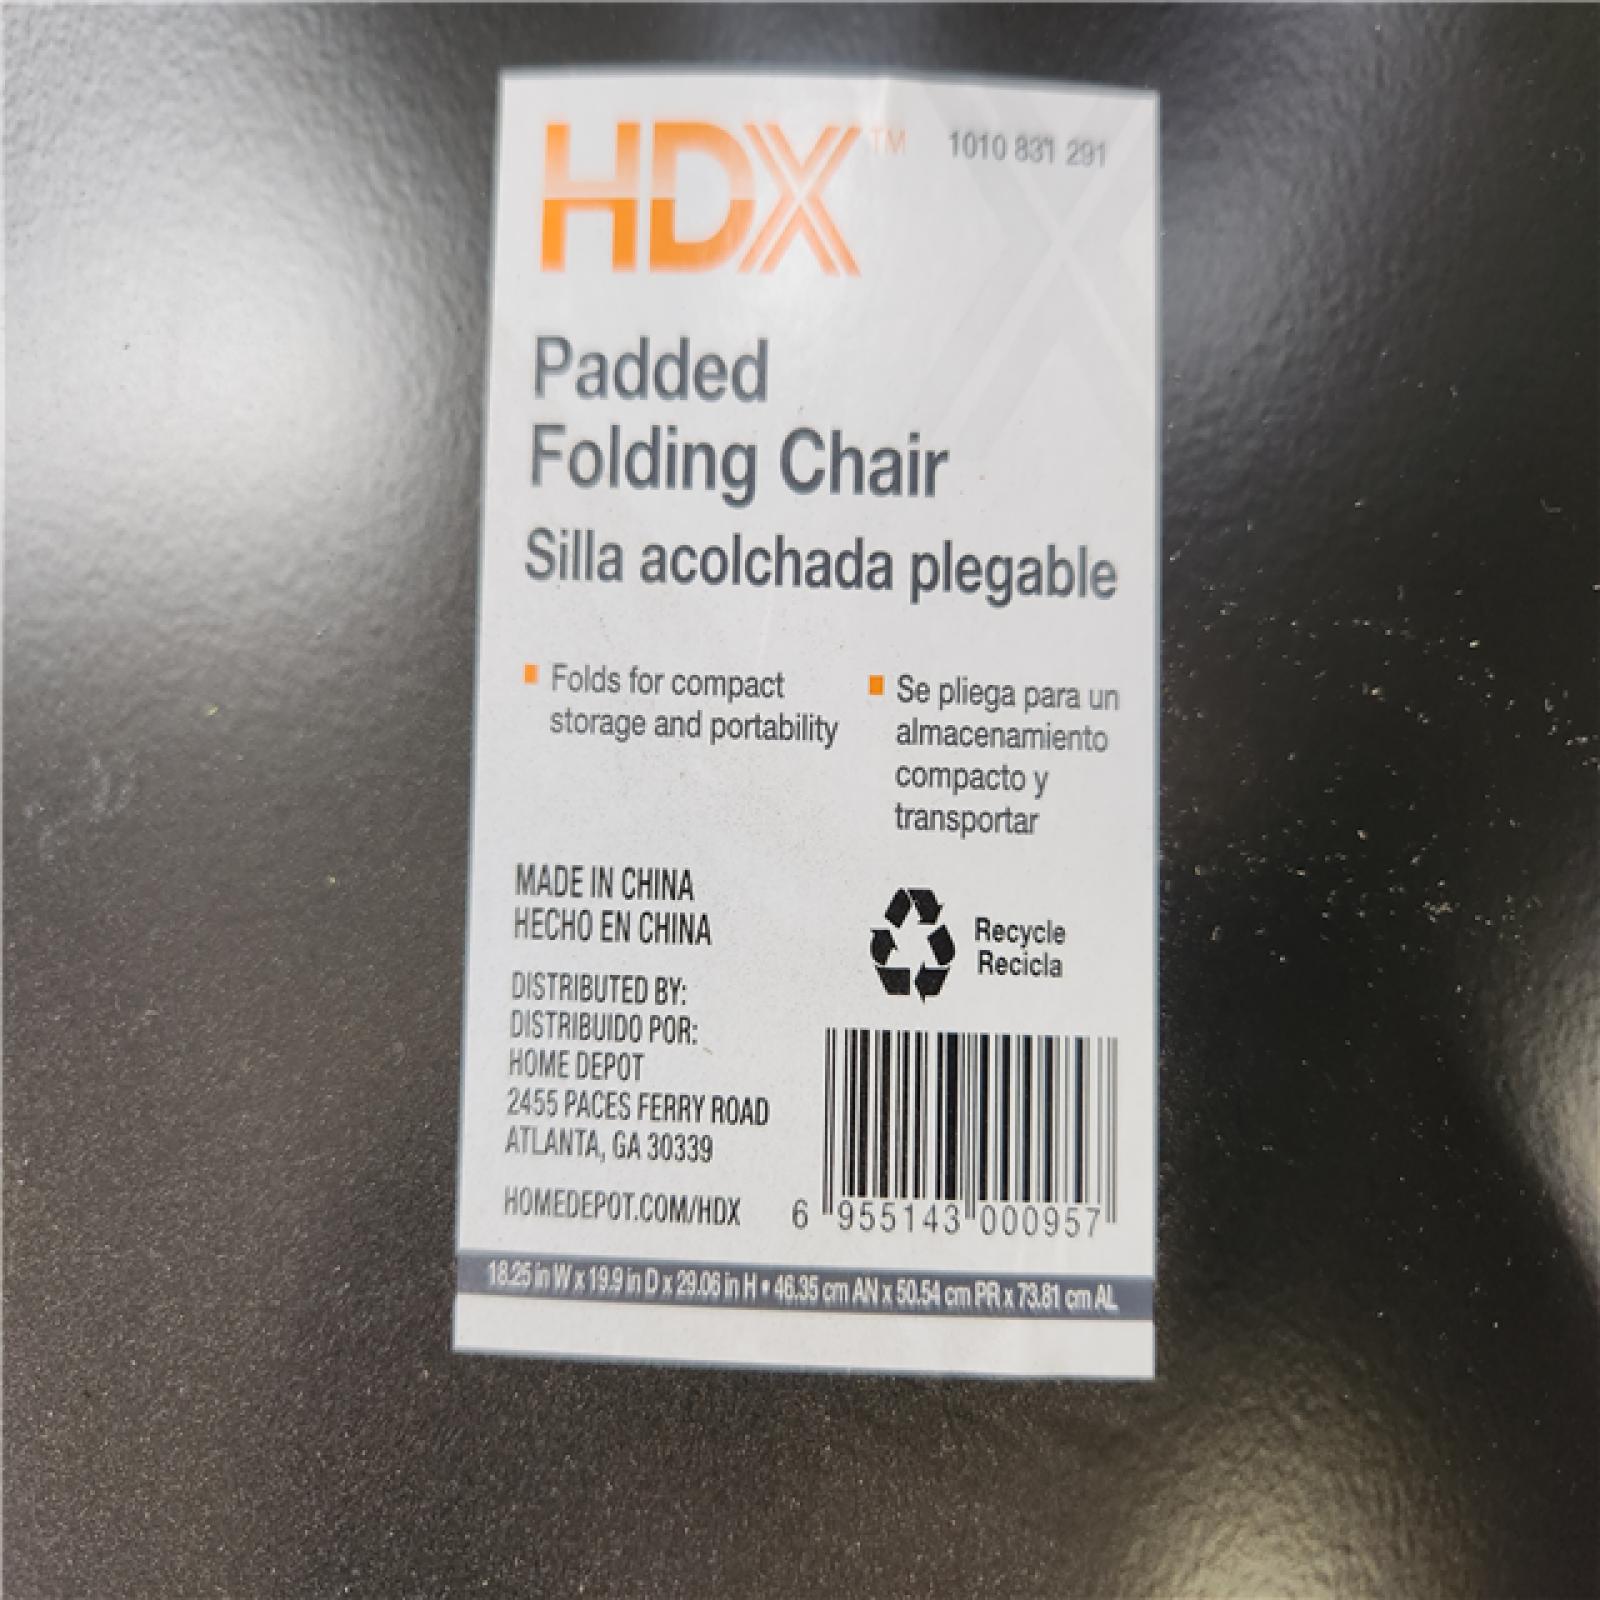 HDX™ 1010 831 291
Padded
Folding Chair
Silla acolchada plegable
Folds for compact
storage and portability
Se pliega para un
almacenamiento
compacto y
transportar
MADE IN CHINA
HECHO EN CHINA
Recycle
Recicla
DISTRIBUTED BY:
DISTRIBUIDO POR:
HOME DEPOT
2455 PACES FERRY ROAD
ATLANTA, GA 30339
HOMEDEPOT.COM/HDX
6 955143 000957
18.25 in W x 19.9 in D x 29.06 in H • 46.35 cm AN x 50.54 cm PR x 73.81 cm AL